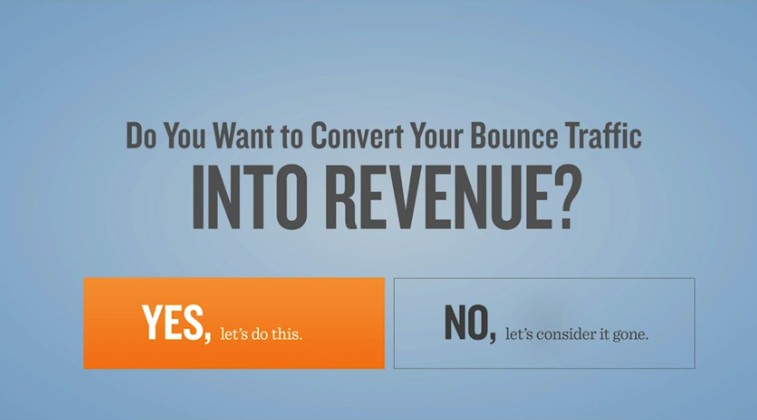 Do You Want to Convert Your Bounce Traffic
INTO REVENUE?
YES, let's do this.
NO, let's consider it gone.